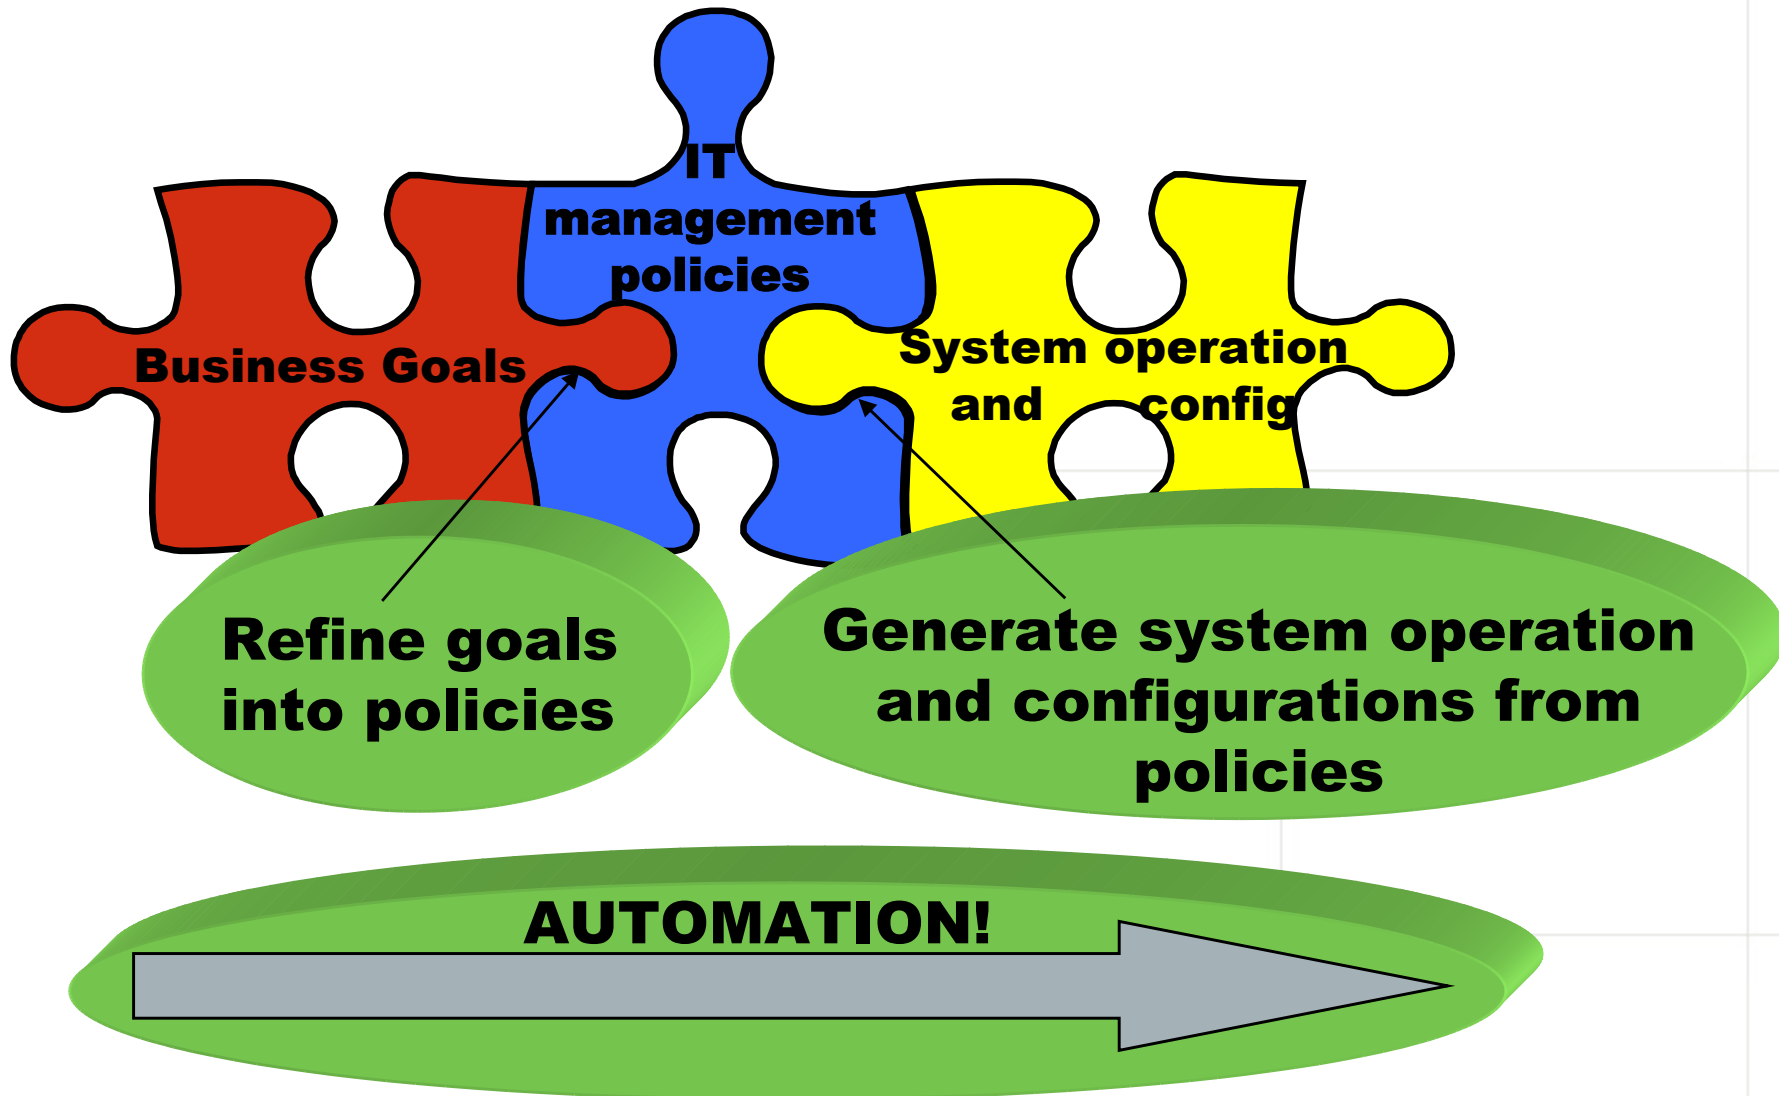 IT
management
policies
Business Goals
System operation
and config
Refine goals
into policies
Generate system operation
and configurations from
policies
AUTOMATION!